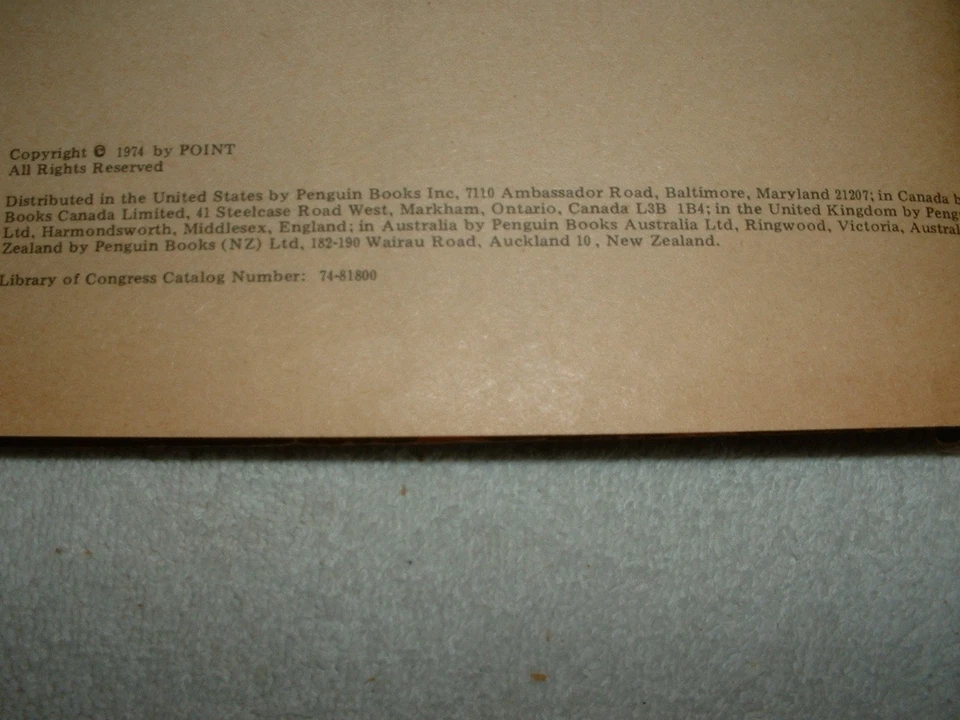 Copyright © 1974 by POINT
All Rights Reserved
Distributed in the United States by Penguin Books Inc, 7110 Ambassador Road, Baltimore, Maryland 21207; in Canada b
Books Canada Limited, 41 Steelcase Road West, Markham, Ontario, Canada L3B 1B4; in the United Kingdom by Peng
Ltd, Harmondsworth, Middlesex, England; in Australia by Penguin Books Australia Ltd, Ringwood, Victoria, Austral
Zealand by Penguin Books (NZ) Ltd, 182-190 Wairau Road, Auckland 10, New Zealand.
Library of Congress Catalog Number: 74-81800